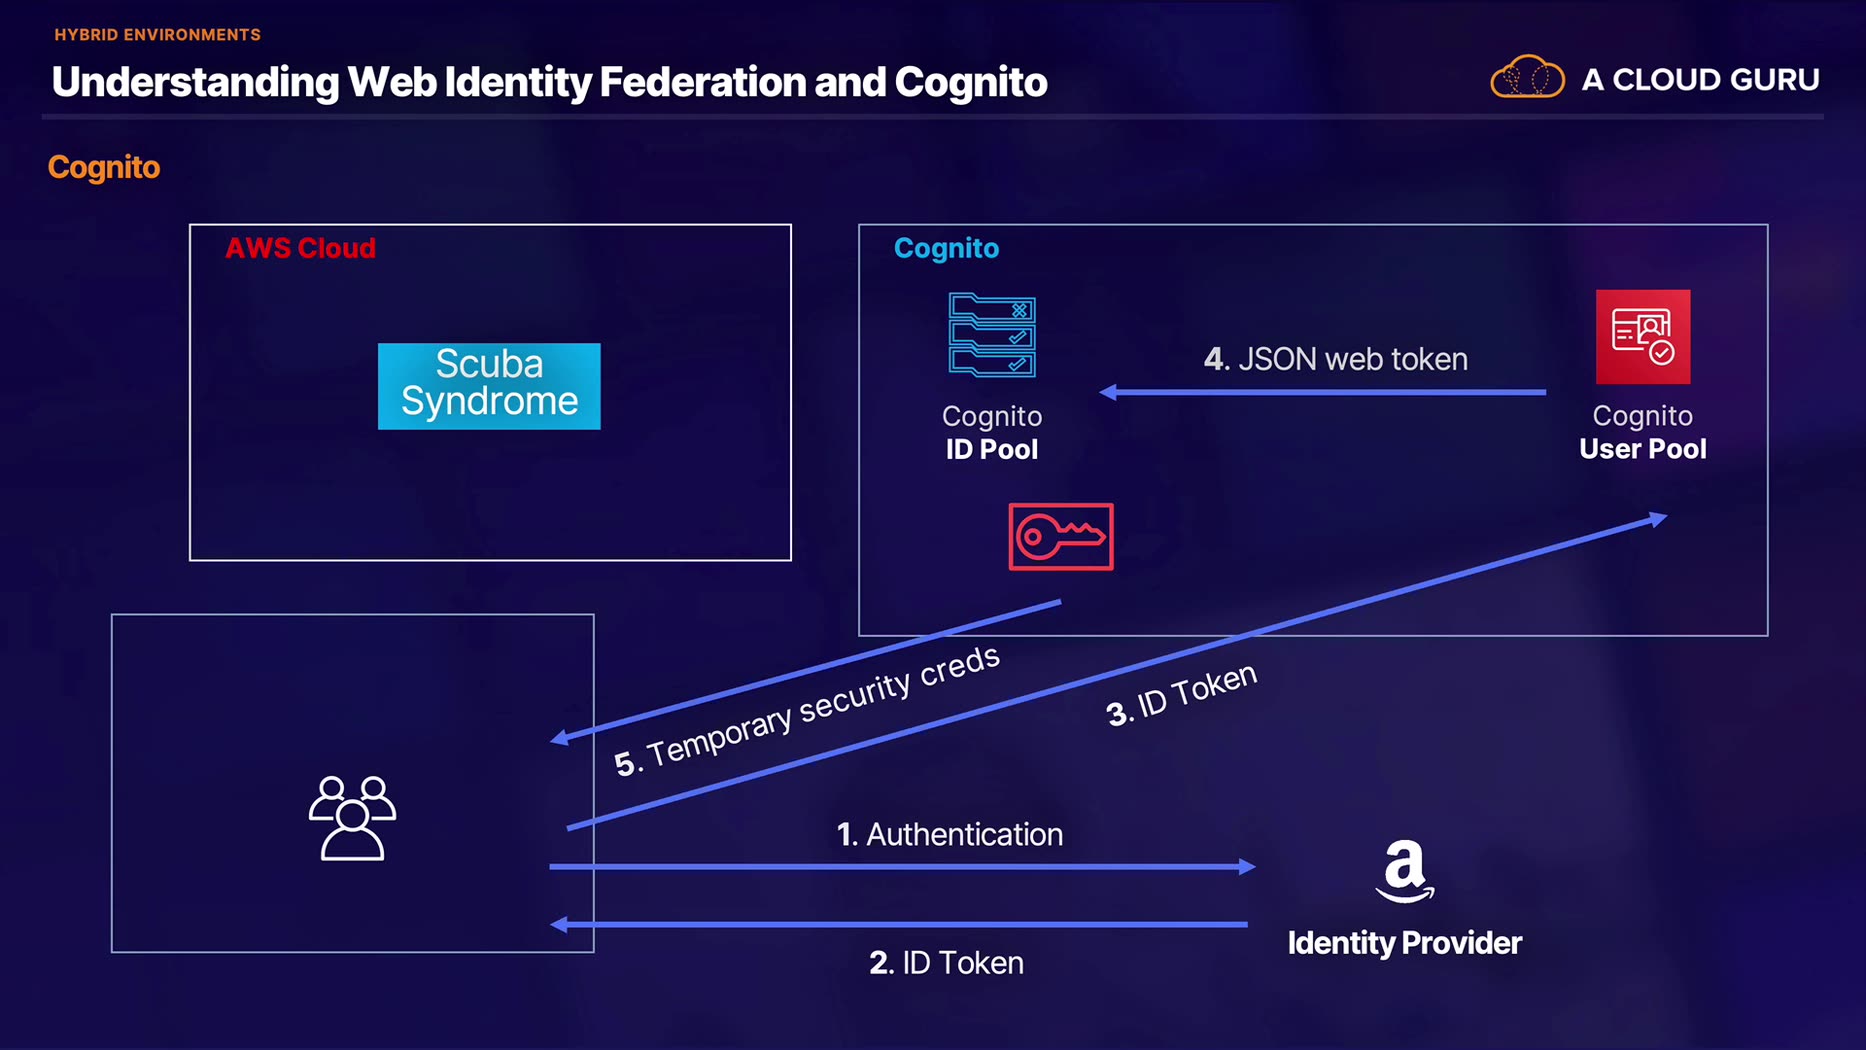 HYBRID ENVIRONMENTS
Understanding Web Identity Federation and Cognito
A CLOUD GURU
Cognito
AWS Cloud
Scuba
Syndrome
Cognito
4. JSON web token
Cognito
ID Pool
Cognito
User Pool
5. Temporary security creds
3. ID Token
1. Authentication
a
Identity Provider
2. ID Token